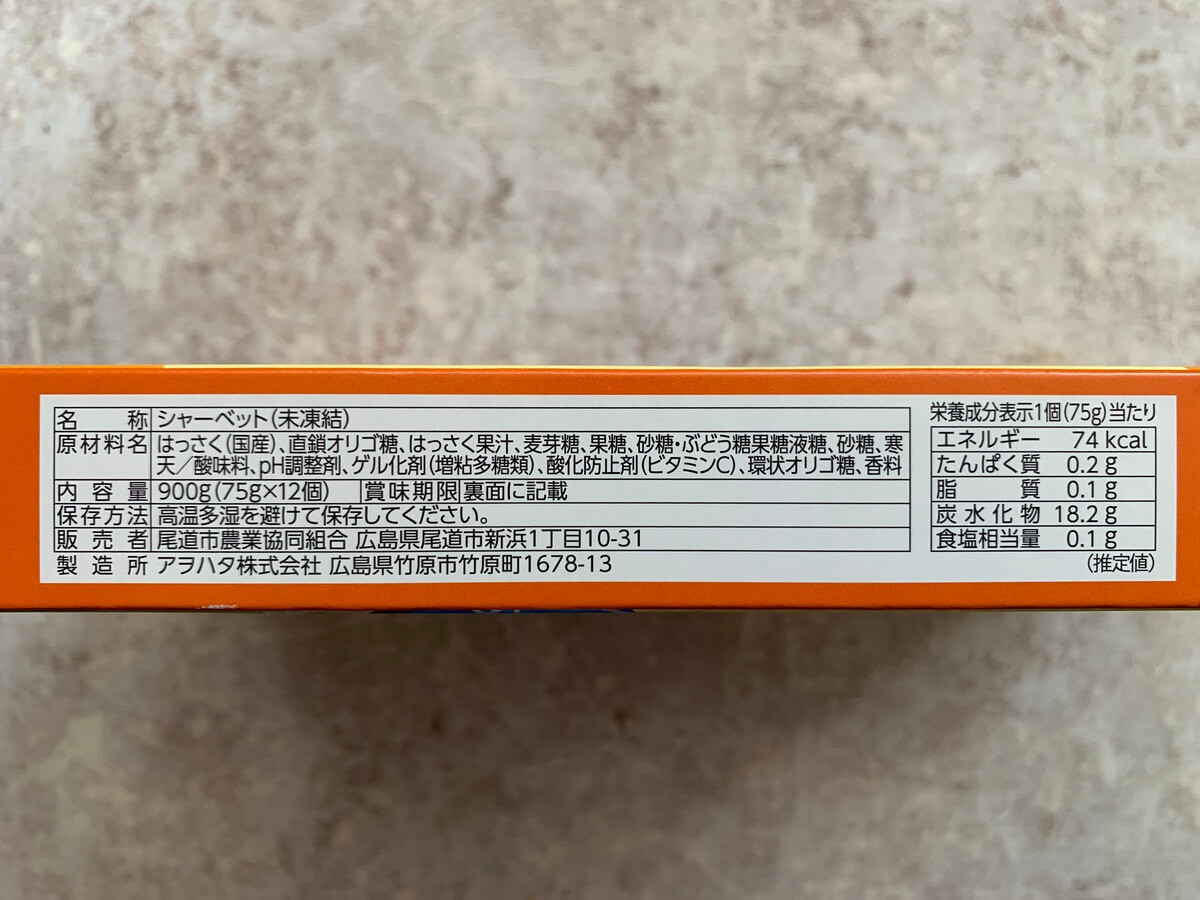 名称 シャーベット(未凍結)
原材料名 はっさく(国産)、直鎖オリゴ糖、はっさく果汁、麦芽糖、果糖、砂糖・ぶどう糖果糖液糖、砂糖、寒
天/酸味料、pH調整剤、ゲル化剤(増粘多糖類)、酸化防止剤(ビタミンC)、環状オリゴ糖、香料
内容量 900g(75g×12個) 賞味期限 裏面に記載
保存方法 高温多湿を避けて保存してください。
販売者 尾道市農業協同組合 広島県尾道市新浜1丁目10-31
製造所 アヲハタ株式会社 広島県竹原市竹原町1678-13
栄養成分表示1個(75g)当たり
エネルギー 74 kcal
たんぱく質 0.2 g
脂質 0.1 g
炭水化物 18.2 g
食塩相当量 0.1 g
(推定値)